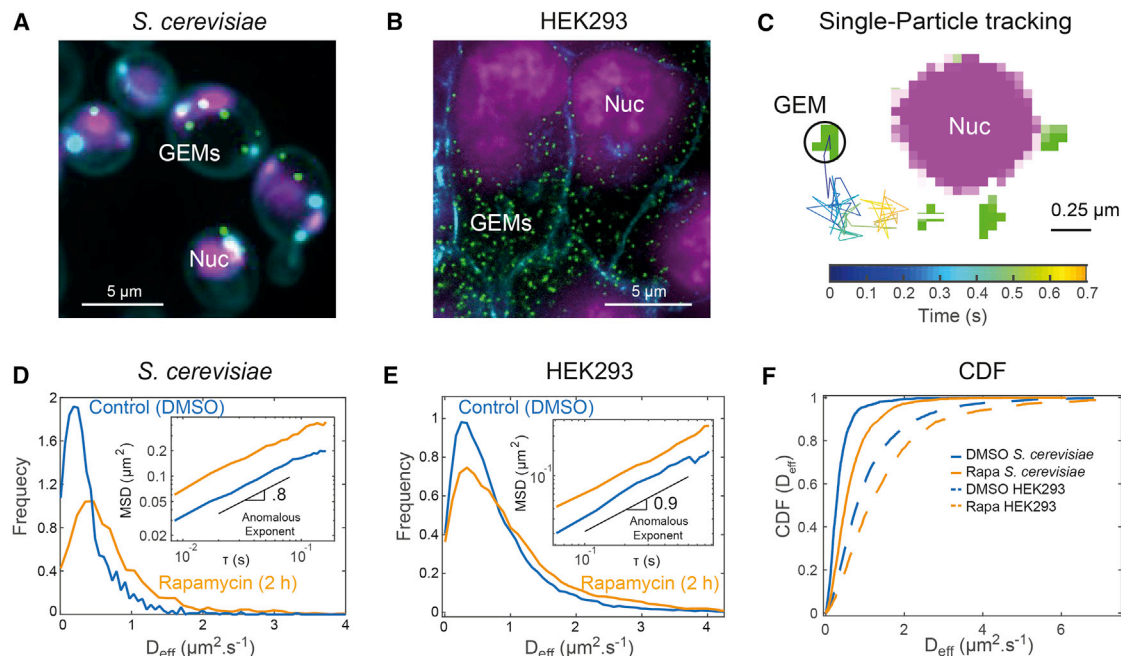 A
S. cerevisiae
GEMs
Nuc
5 μm
B
HEK293
Nuc
GEMs
5 μm
C
Single-Particle tracking
GEM
Nuc
0.25 μm
0 0.1 0.2 0.3 0.4 0.5 0.6 0.7
Time (s)
D
S. cerevisiae
Frequecy
2
1.6
1.2
0.8
0.4
0
Control (DMSO)
MSD (μm²)
0.2
0.1
0.05
0.02
.8
Anomalous
Exponent
10⁻² 10⁻¹
τ (s)
Rapamycin (2 h)
0 1 2 3 4
D_eff (μm².s⁻¹)
E
HEK293
Frequency
1
0.8
0.6
0.4
0.2
0
Control (DMSO)
MSD (μm²)
10⁻¹
0.9
Anomalous
Exponent
10⁻¹
τ (s)
Rapamycin (2 h)
0 1 2 3 4
D_eff (μm².s⁻¹)
F
CDF
CDF (D_eff)
1
0.8
0.6
0.4
0.2
0
DMSO S. cerevisiae
Rapa S. cerevisiae
DMSO HEK293
Rapa HEK293
0 2 4 6
D_eff (μm².s⁻¹)